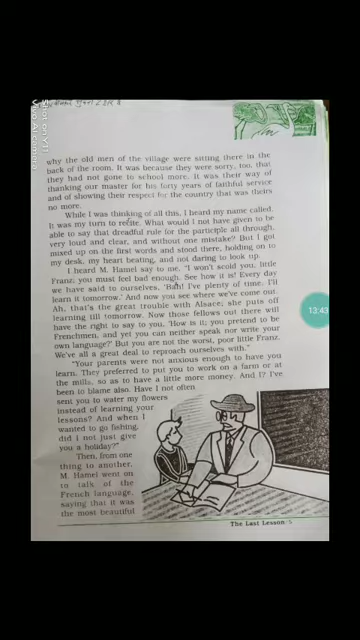 Shot on Y11
Vivo AI camera
why the old men of the village were sitting there in the
back of the room. It was because they were sorry, too, that
they had not gone to school more. It was their way of
thanking our master for his forty years of faithful service
and of showing their respect for the country that was theirs
no more.
While I was thinking of all this, I heard my name called.
It was my turn to recite. What would I not have given to be
able to say that dreadful rule for the participle all through,
very loud and clear, and without one mistake? But I got
mixed up on the first words and stood there, holding on to
my desk, my heart beating, and not daring to look up.
I heard M. Hamel say to me, “I won't scold you, little
Franz; you must feel bad enough. See how it is! Every day
we have said to ourselves, ‘Bah! I've plenty of time. I'll
learn it tomorrow.’ And now you see where we've come out.
Ah, that's the great trouble with Alsace; she puts off
learning till tomorrow. Now those fellows out there will
have the right to say to you, ‘How is it; you pretend to be
Frenchmen, and yet you can neither speak nor write your
own language?’ But you are not the worst, poor little Franz.
We've all a great deal to reproach ourselves with.”
“Your parents were not anxious enough to have you
learn. They preferred to put you to work on a farm or at
the mills, so as to have a little more money. And I? I've
been to blame also. Have I not often
sent you to water my flowers
instead of learning your
lessons? And when I
wanted to go fishing,
did I not just give
you a holiday?”
Then, from one
thing to another,
M. Hamel went on
to talk of the
French language,
saying that it was
the most beautiful
The Last Lesson/5
13:43